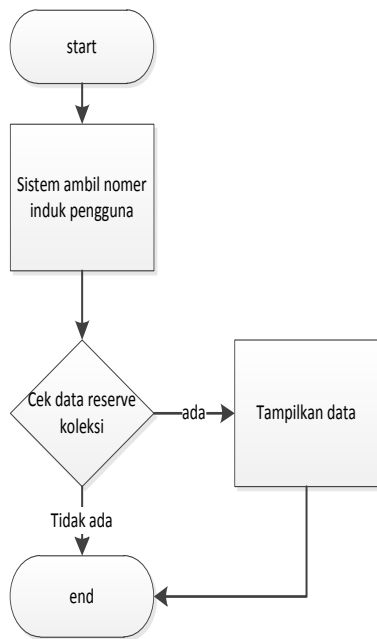 start
Sistem ambil nomer
induk pengguna
Cek data reserve
koleksi
ada
Tampilkan data
Tidak ada
end